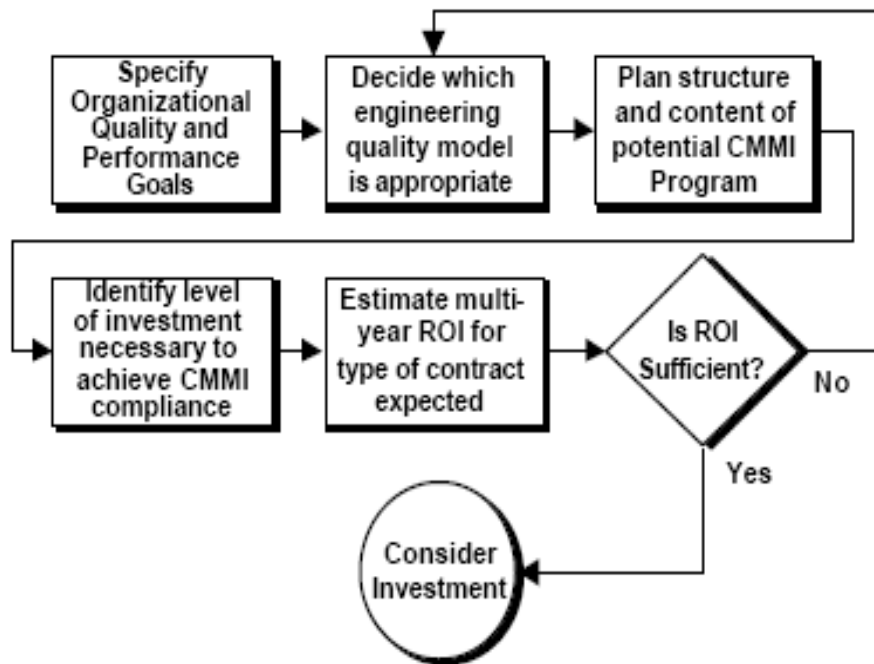 Specify
Organizational
Quality and
Performance
Goals
Decide which
engineering
quality model
is appropriate
Plan structure
and content of
potential CMMI
Program
Identify level
of investment
necessary to
achieve CMMI
compliance
Estimate multi-
year ROI for
type of contract
expected
Is ROI
Sufficient?
No
Yes
Consider
Investment